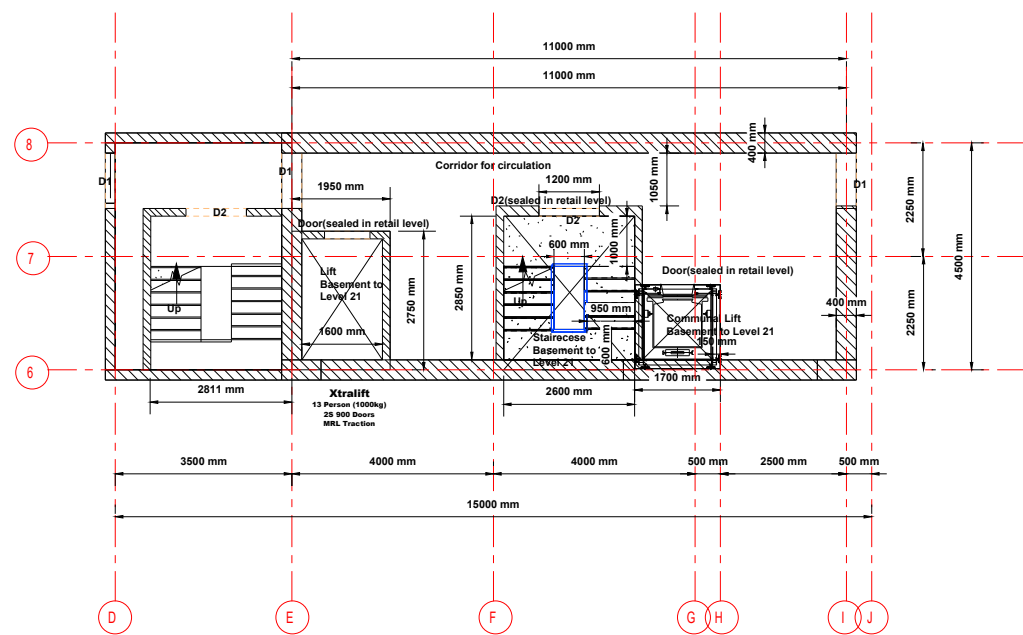 11000 mm
11000 mm
8
400 mm
Corridor for circulation
1050 mm
D1
D1
D1
1950 mm
1200 mm
2250 mm
4500 mm
D2(sealed in retail level)
D2
D2
Door(sealed in retail level)
1000 mm
600 mm
7
Door(sealed in retail level)
Lift
Basement to
Level 21
2750 mm
2850 mm
Up
Up
950 mm
400 mm
2250 mm
Communal Lift
Basement to Level 21
1600 mm
Stairecese
Basement to
Level 21
600 mm
150 mm
6
1700 mm
2811 mm
2600 mm
Xtralift
13 Person (1000kg)
2S 900 Doors
MRL Traction
3500 mm
4000 mm
4000 mm
500 mm
2500 mm
500 mm
15000 mm
D
E
F
G
H
I
J